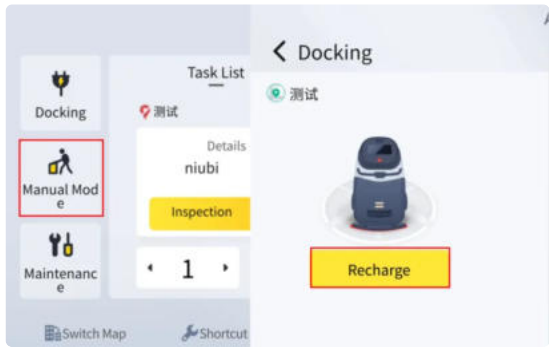 Docking
Manual Mod
e
Maintenanc
e
Task List
测试
Details
niubi
Inspection
1
Switch Map
Shortcut
Docking
测试
Recharge